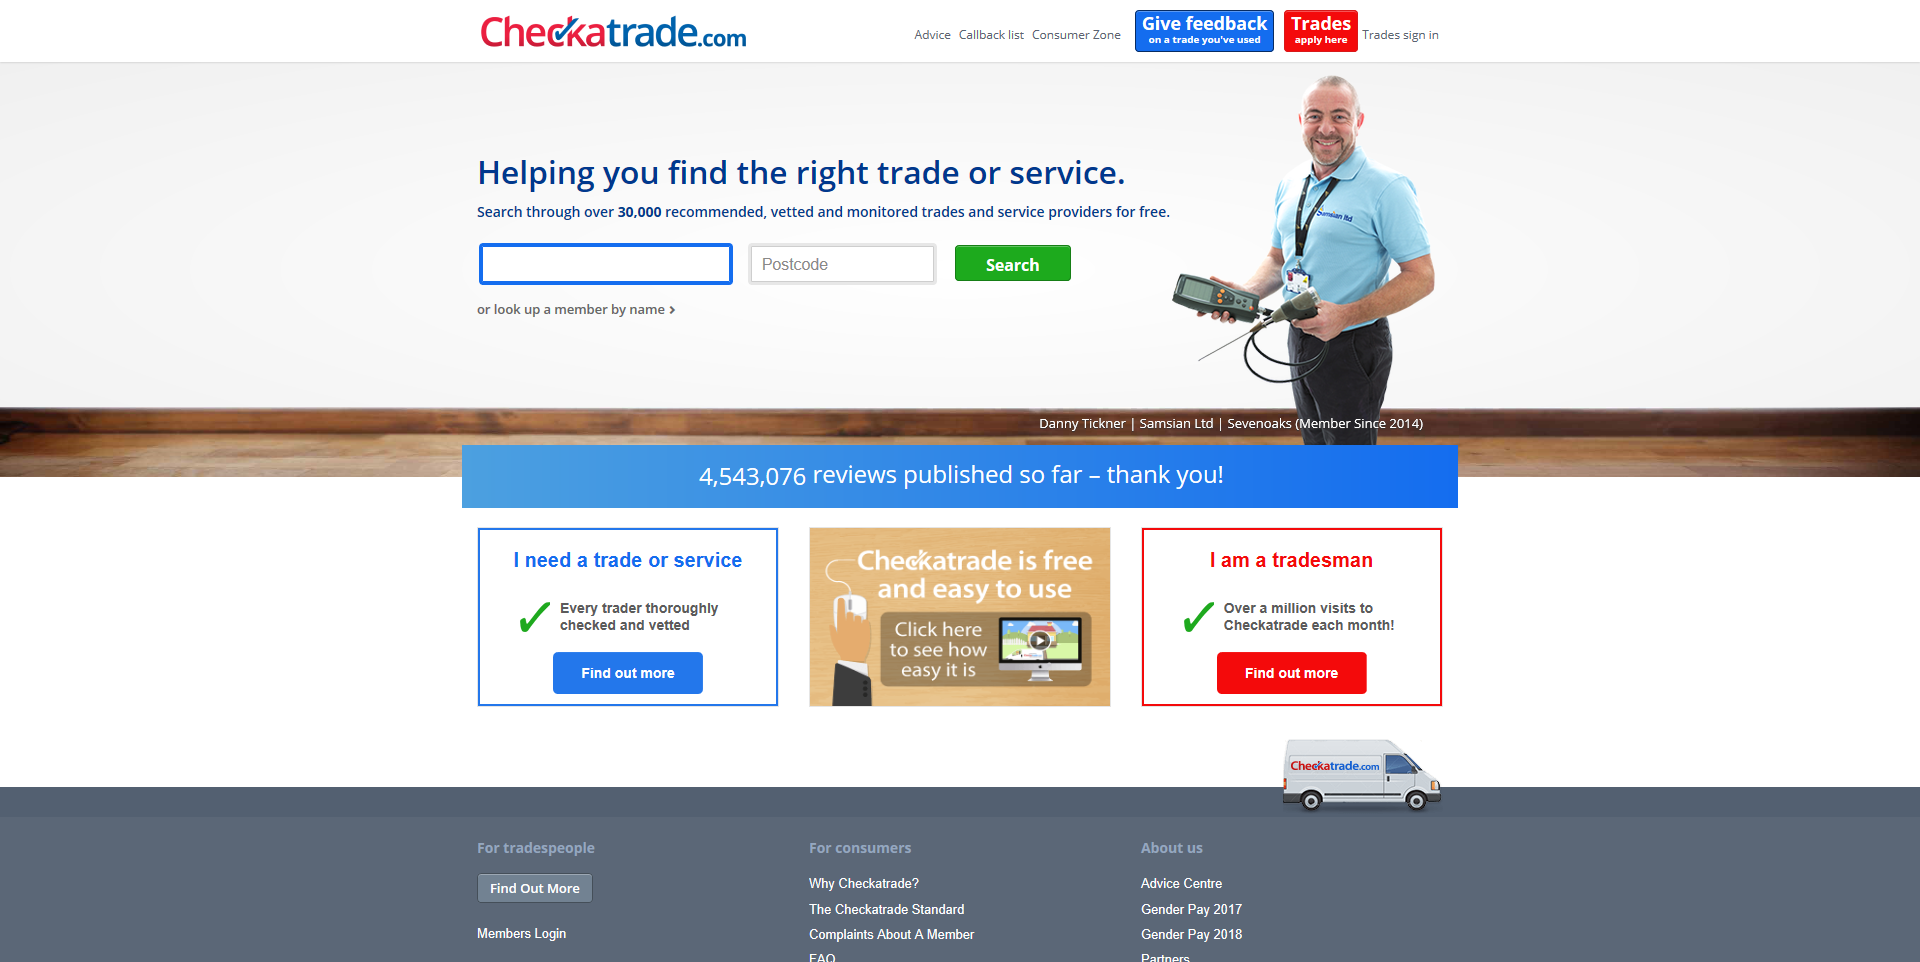 Checkatrade.com
Advice Callback list Consumer Zone
Give feedback
on a trade you've used
Trades
apply here
Trades sign in
Helping you find the right trade or service.
Search through over 30,000 recommended, vetted and monitored trades and service providers for free.
Postcode
Search
or look up a member by name
Samsian ltd
Danny Tickner | Samsian Ltd | Sevenoaks (Member Since 2014)
4,543,076 reviews published so far – thank you!
I need a trade or service
Every trader thoroughly
checked and vetted
Find out more
Checkatrade is free
and easy to use
Click here
to see how
easy it is
I am a tradesman
Over a million visits to
Checkatrade each month!
Find out more
Checkatrade.com
For tradespeople
Find Out More
Members Login
For consumers
Why Checkatrade?
The Checkatrade Standard
Complaints About A Member
FAQ
About us
Advice Centre
Gender Pay 2017
Gender Pay 2018
Partners